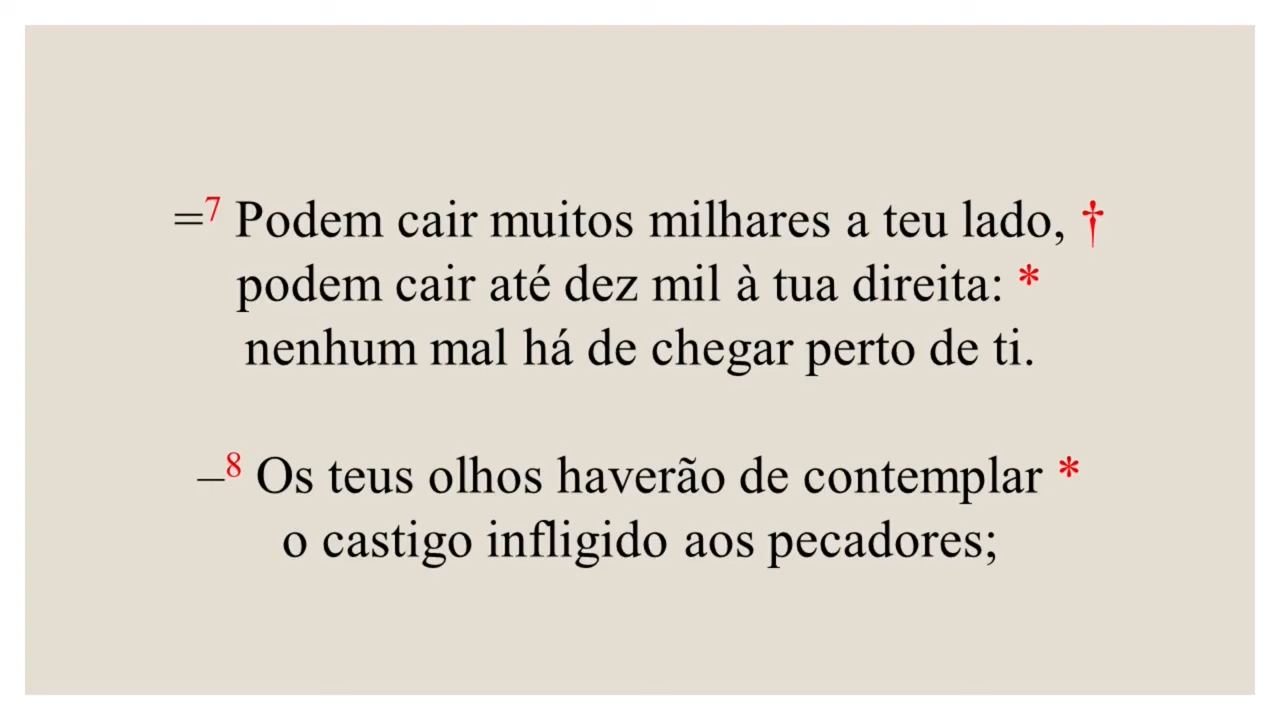 =7 Podem cair muitos milhares a teu lado, †
podem cair até dez mil à tua direita: *
nenhum mal há de chegar perto de ti.
–8 Os teus olhos haverão de contemplar *
o castigo infligido aos pecadores;